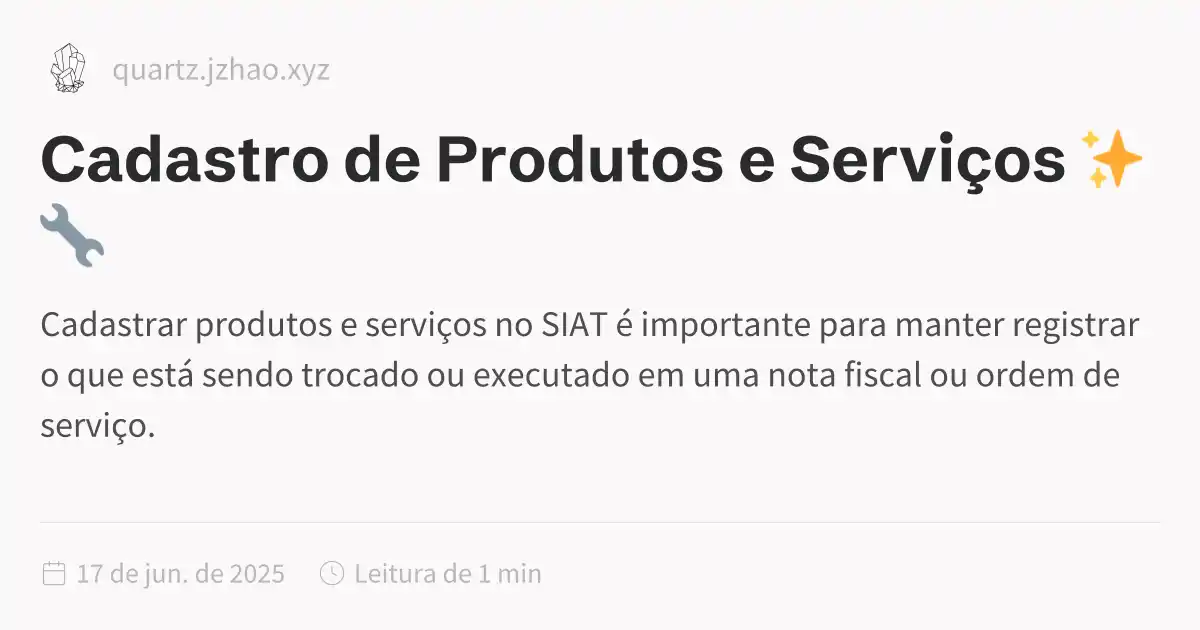 quartz.jzhao.xyz
Cadastro de Produtos e Serviços ✨
🔧
Cadastrar produtos e serviços no SIAT é importante para manter registrar
o que está sendo trocado ou executado em uma nota fiscal ou ordem de
serviço.
17 de jun. de 2025 Leitura de 1 min